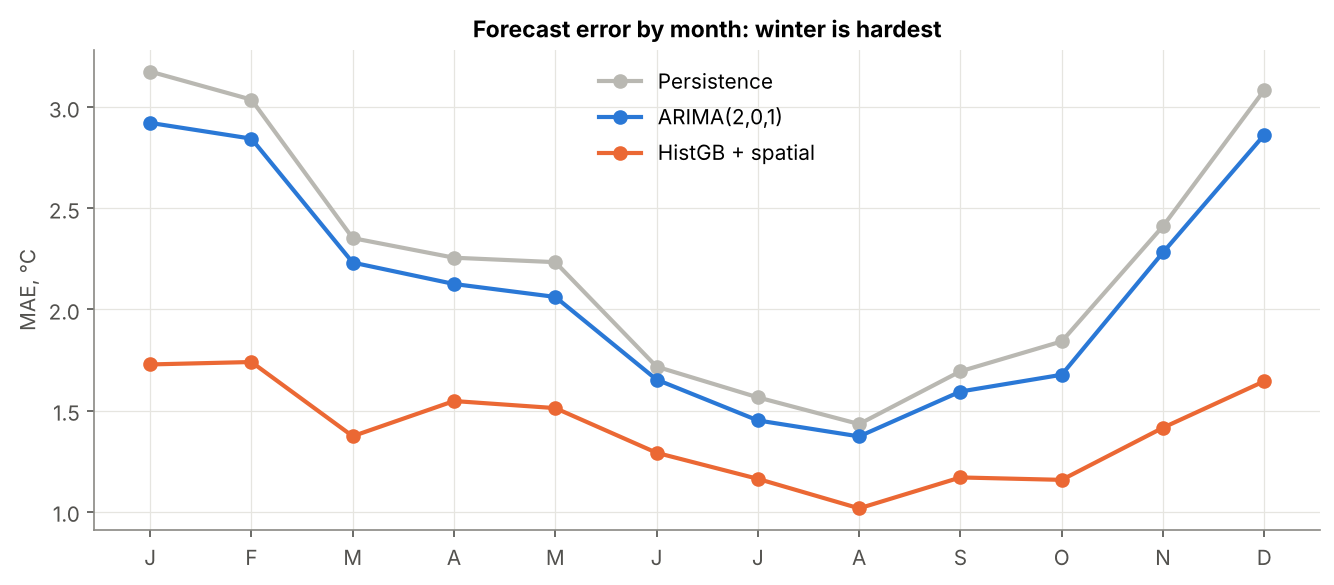 Forecast error by month: winter is hardest
Persistence
ARIMA(2,0,1)
HistGB + spatial
MAE, °C
3.0
2.5
2.0
1.5
1.0
J F M A M J J A S O N D